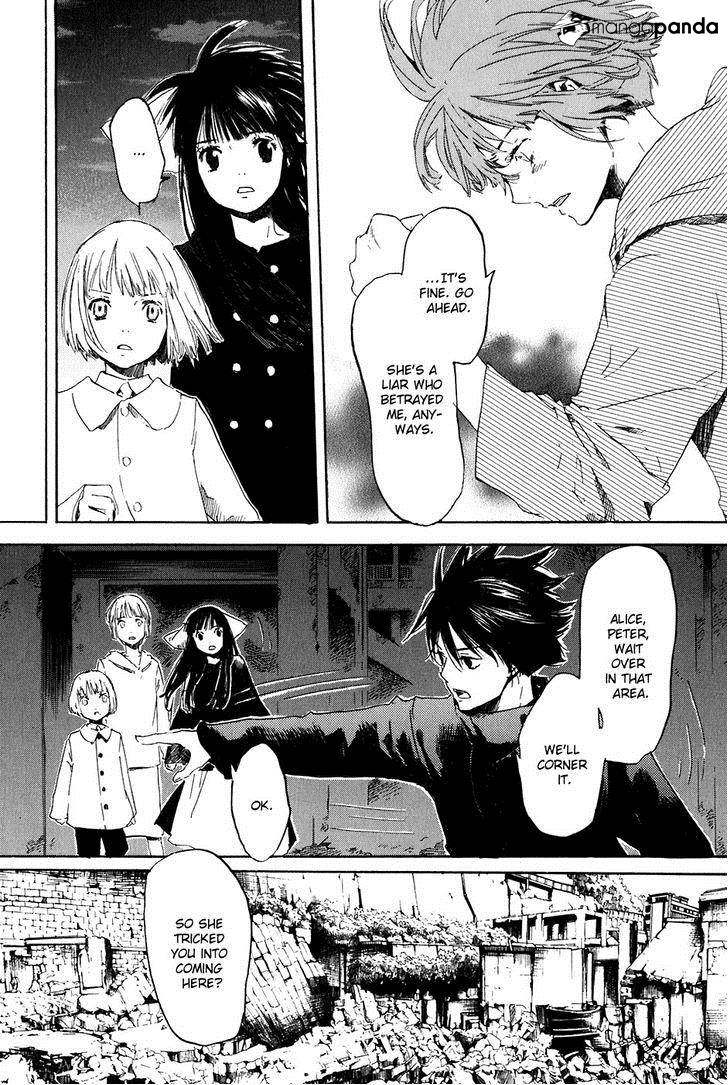 mangapanda
...IT'S
FINE. GO
AHEAD.
SHE'S A
LIAR WHO
BETRAYED
ME, ANY-
WAYS.
...
ALICE,
PETER,
WAIT
OVER
IN THAT
AREA.
WE'LL
CORNER
IT.
OK.
SO SHE
TRICKED
YOU INTO
COMING
HERE?